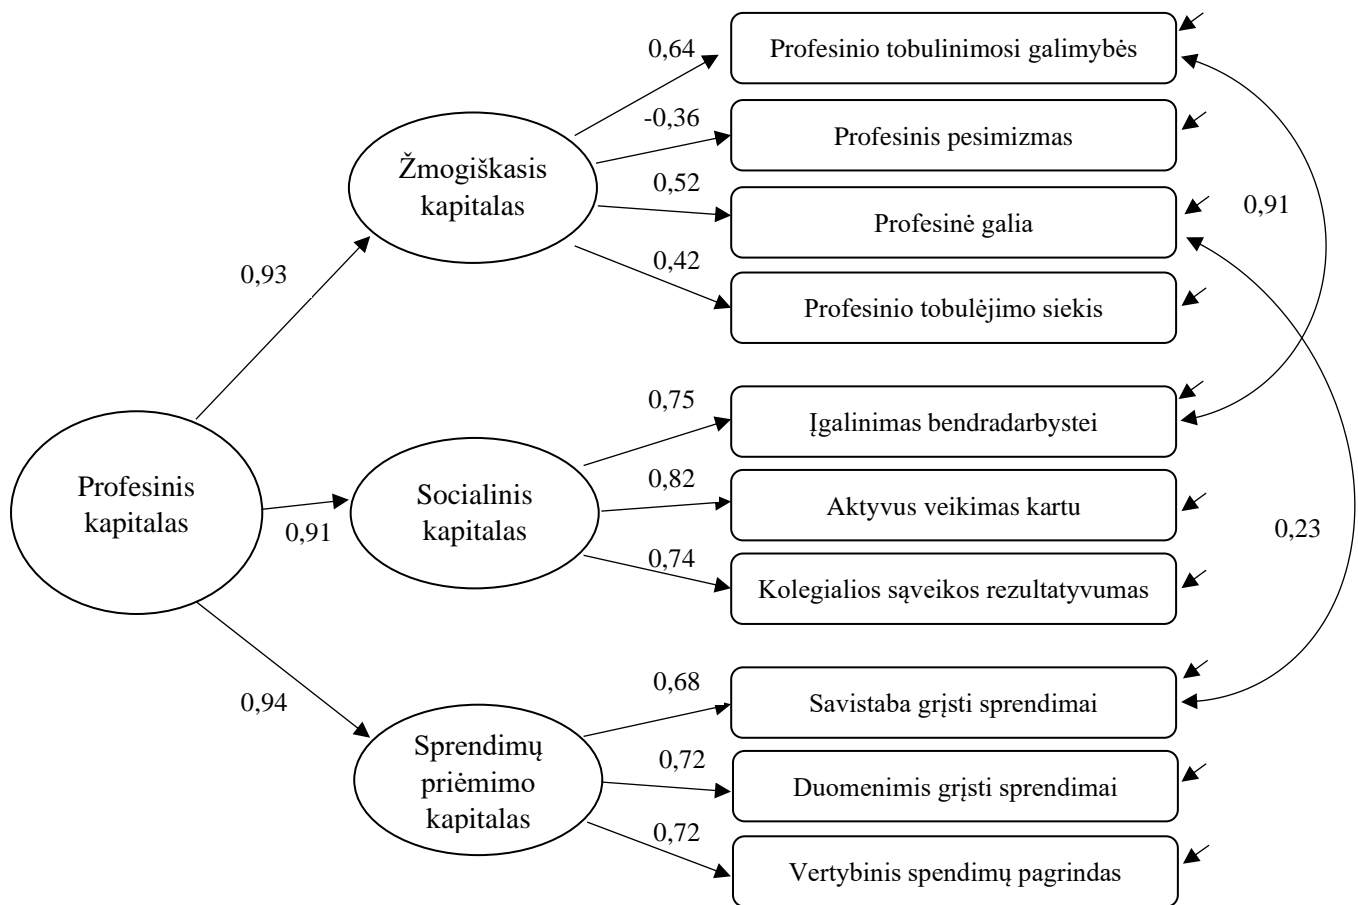 0,64
Profesinio tobulinimosi galimybės
-0,36
Profesinis pesimizmas
Žmogiškasis
kapitalas
0,52
Profesinė galia
0,91
0,42
Profesinio tobulėjimo siekis
0,93
0,75
Įgalinimas bendradarbystei
Profesinis
kapitalas
0,91
Socialinis
kapitalas
0,82
Aktyvus veikimas kartu
0,23
0,74
Kolegialios sąveikos rezultatyvumas
0,94
0,68
Savistaba grįsti sprendimai
Sprendimų
priėmimo
kapitalas
0,72
Duomenimis grįsti sprendimai
0,72
Vertybinis spendimų pagrindas